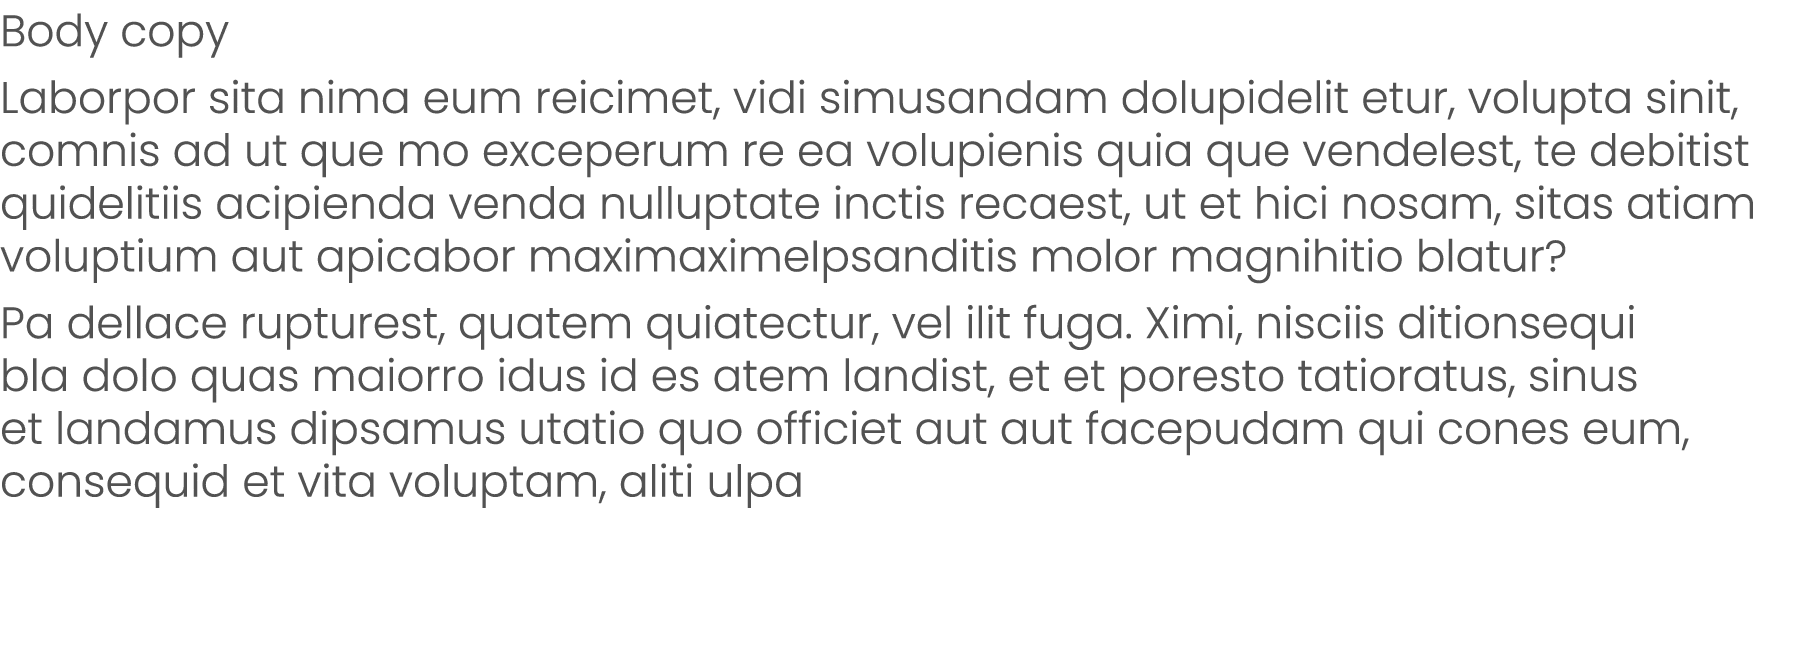 Body copy
Laborpor sita nima eum reicimet, vidi simusandam dolupidelit etur, volupta sinit,
comnis ad ut que mo exceperum re ea volupienis quia que vendelest, te debitist
quidelitiis acipienda venda nulluptate inctis recaest, ut et hici nosam, sitas atiam
voluptium aut apicabor maximaximeIpsanditis molor magnihitio blatur?
Pa dellace rupturest, quatem quiatectur, vel ilit fuga. Ximi, nisciis ditionsequi
bla dolo quas maiorro idus id es atem landist, et et poresto tatioratus, sinus
et landamus dipsamus utatio quo officiet aut aut facepudam qui cones eum,
consequid et vita voluptam, aliti ulpa